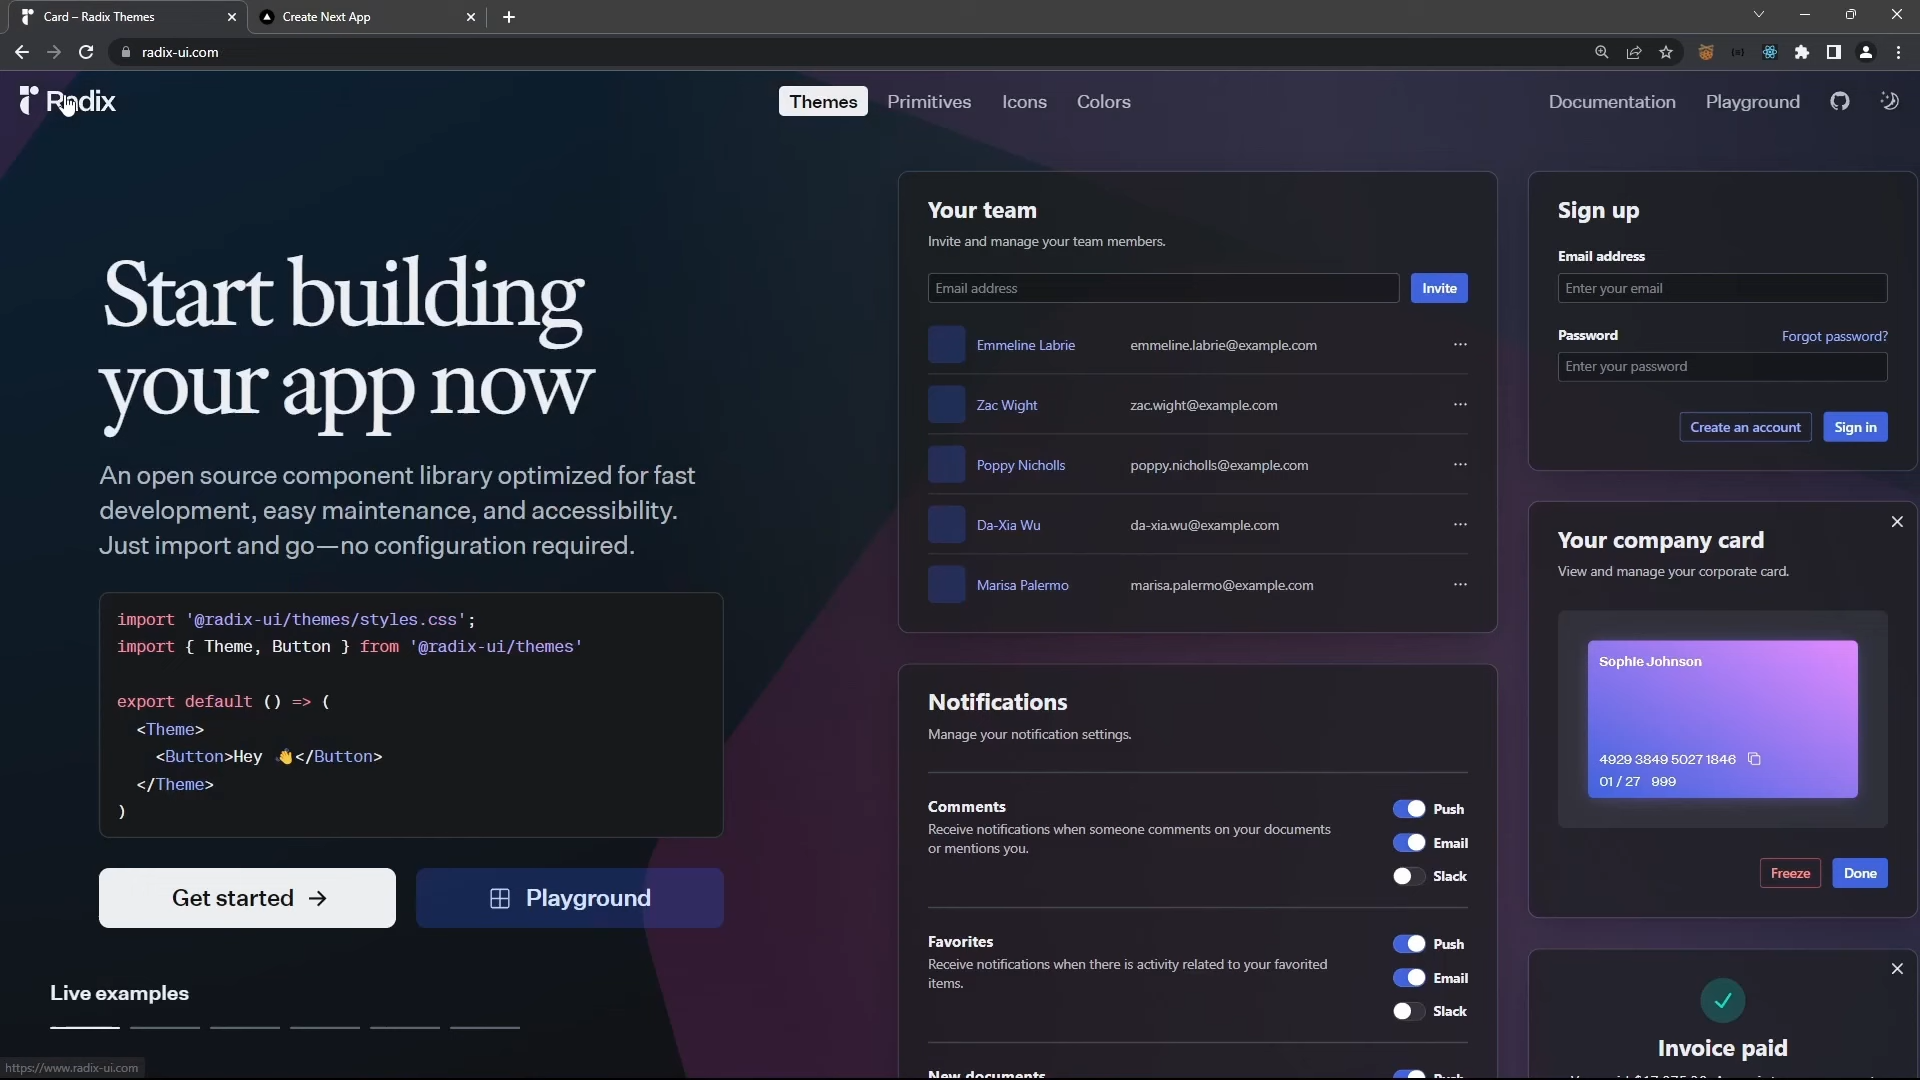 Card – Radix Themes
Create Next App
radix-ui.com
Radix
Themes
Primitives
Icons
Colors
Documentation
Playground
Start building
your app now
An open source component library optimized for fast
development, easy maintenance, and accessibility.
Just import and go—no configuration required.
import '@radix-ui/themes/styles.css';
import { Theme, Button } from '@radix-ui/themes'
export default () => (
<Theme>
<Button>Hey 👋</Button>
</Theme>
)
Get started →
Playground
Live examples
https://www.radix-ui.com
Your team
Invite and manage your team members.
Email address
Invite
Emmeline Labrie emmeline.labrie@example.com ···
Zac Wight zac.wight@example.com ···
Poppy Nicholls poppy.nicholls@example.com ···
Da-Xia Wu da-xia.wu@example.com ···
Marisa Palermo marisa.palermo@example.com ···
Notifications
Manage your notification settings.
Comments
Receive notifications when someone comments on your documents
or mentions you.
Push
Email
Slack
Favorites
Receive notifications when there is activity related to your favorited
items.
Push
Email
Slack
New documents
Push
Sign up
Email address
Enter your email
Password
Forgot password?
Enter your password
Create an account
Sign in
Your company card
View and manage your corporate card.
Sophie Johnson
4929 3849 5027 1846
01 / 27 999
Freeze
Done
Invoice paid